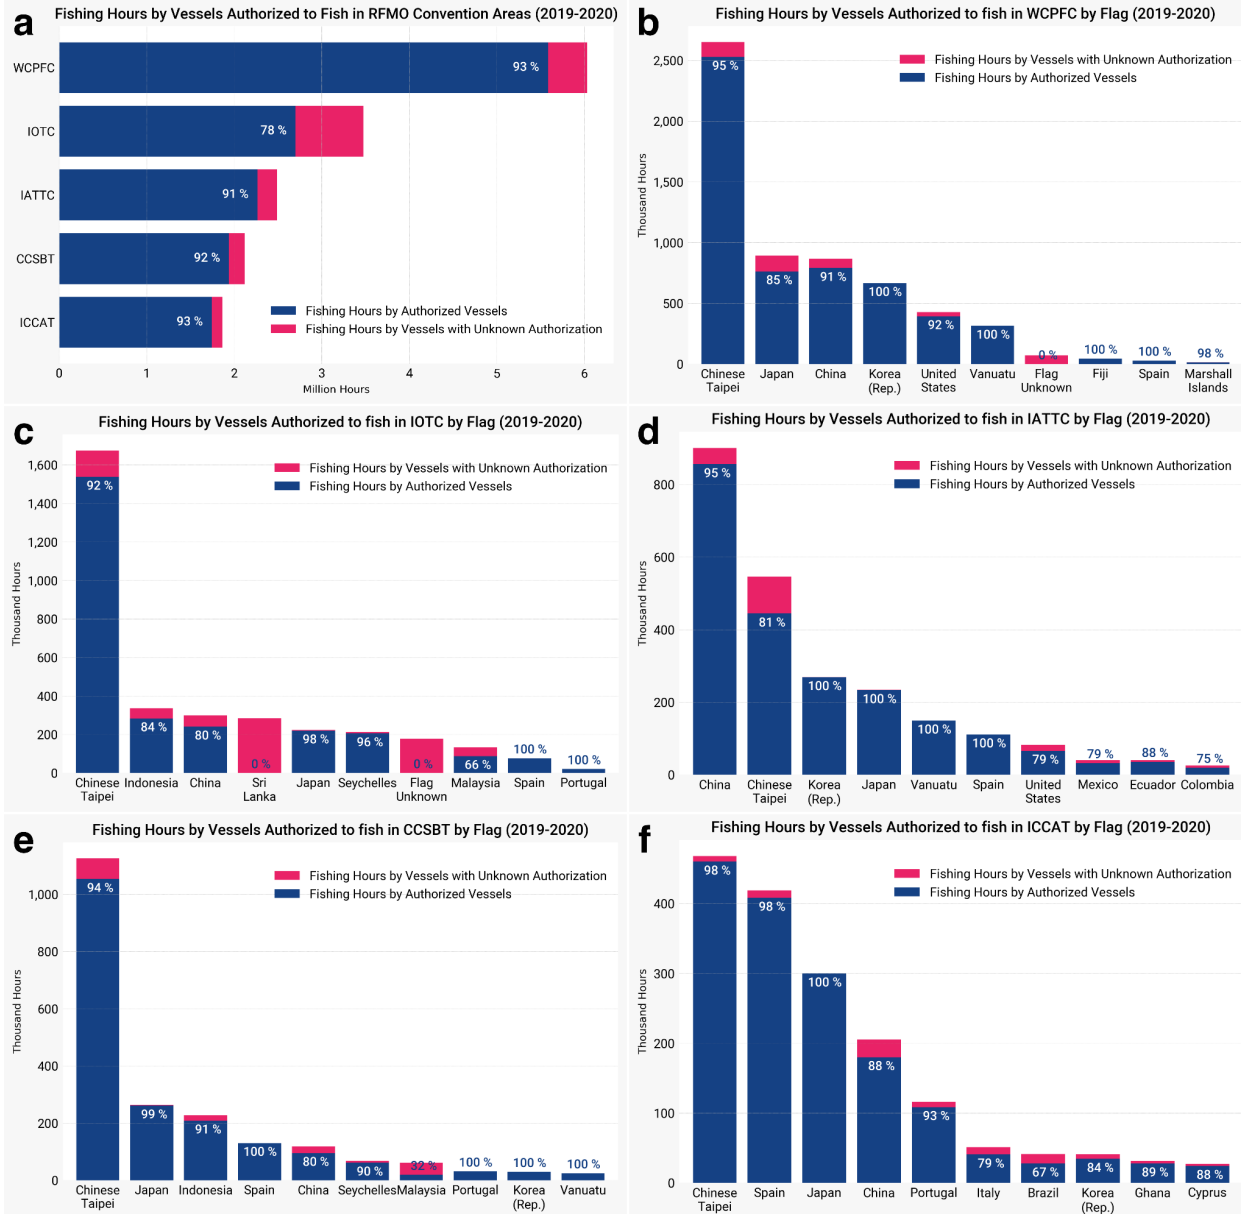 a
Fishing Hours by Vessels Authorized to Fish in RFMO Convention Areas (2019-2020)
WCPFC
93 %
IOTC
78 %
IATTC
91 %
CCSBT
92 %
ICCAT
93 %
Fishing Hours by Authorized Vessels
Fishing Hours by Vessels with Unknown Authorization
0 1 2 3 4 5 6
Million Hours
b
Fishing Hours by Vessels Authorized to fish in WCPFC by Flag (2019-2020)
Fishing Hours by Vessels with Unknown Authorization
Fishing Hours by Authorized Vessels
Thousand Hours
2,500
2,000
1,500
1,000
500
0
95 % 85 % 91 % 100 % 92 % 100 % 0 % 100 % 100 % 98 %
Chinese Japan China Korea United Vanuatu Flag Fiji Spain Marshall
Taipei (Rep.) States Unknown Islands
c
Fishing Hours by Vessels Authorized to fish in IOTC by Flag (2019-2020)
Fishing Hours by Vessels with Unknown Authorization
Fishing Hours by Authorized Vessels
Thousand Hours
1,600
1,400
1,200
1,000
800
600
400
200
0
92 % 84 % 80 % 0 % 98 % 96 % 0 % 66 % 100 % 100 %
Chinese Indonesia China Sri Japan Seychelles Flag Malaysia Spain Portugal
Taipei Lanka Unknown
d
Fishing Hours by Vessels Authorized to fish in IATTC by Flag (2019-2020)
Fishing Hours by Vessels with Unknown Authorization
Fishing Hours by Authorized Vessels
Thousand Hours
800
600
400
200
0
95 % 81 % 100 % 100 % 100 % 100 % 79 % 79 % 88 % 75 %
China Chinese Korea Japan Vanuatu Spain United Mexico Ecuador Colombia
Taipei (Rep.) States
e
Fishing Hours by Vessels Authorized to fish in CCSBT by Flag (2019-2020)
Fishing Hours by Vessels with Unknown Authorization
Fishing Hours by Authorized Vessels
Thousand Hours
1,000
800
600
400
200
0
94 % 99 % 91 % 100 % 80 % 90 % 32 % 100 % 100 % 100 %
Chinese Japan Indonesia Spain China Seychelles Malaysia Portugal Korea Vanuatu
Taipei (Rep.)
f
Fishing Hours by Vessels Authorized to fish in ICCAT by Flag (2019-2020)
Fishing Hours by Vessels with Unknown Authorization
Fishing Hours by Authorized Vessels
Thousand Hours
400
300
200
100
0
98 % 98 % 100 % 88 % 93 % 79 % 67 % 84 % 89 % 88 %
Chinese Spain Japan China Portugal Italy Brazil Korea Ghana Cyprus
Taipei (Rep.)